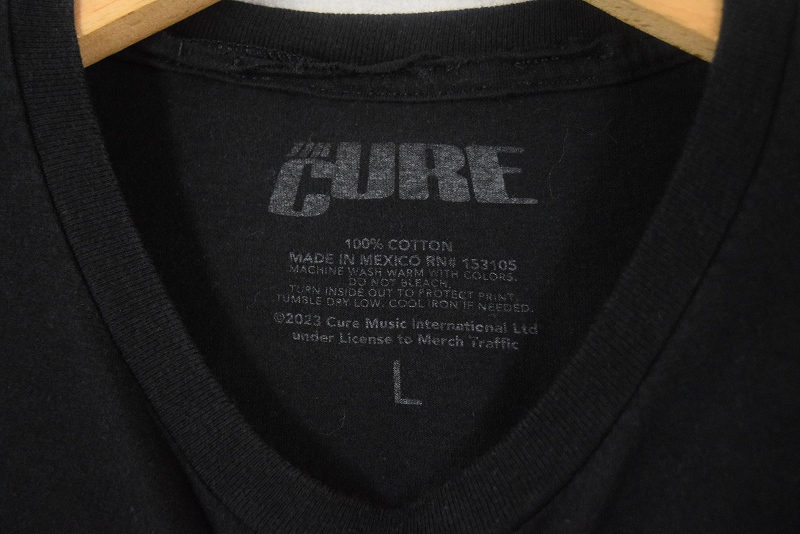 THE CURE
100% COTTON
MADE IN MEXICO RN# 153105
MACHINE WASH WARM WITH COLORS.
DO NOT BLEACH.
TURN INSIDE OUT TO PROTECT PRINT.
TUMBLE DRY LOW, COOL IRON IF NEEDED.
©2023 Cure Music International Ltd
under License to Merch Traffic
L